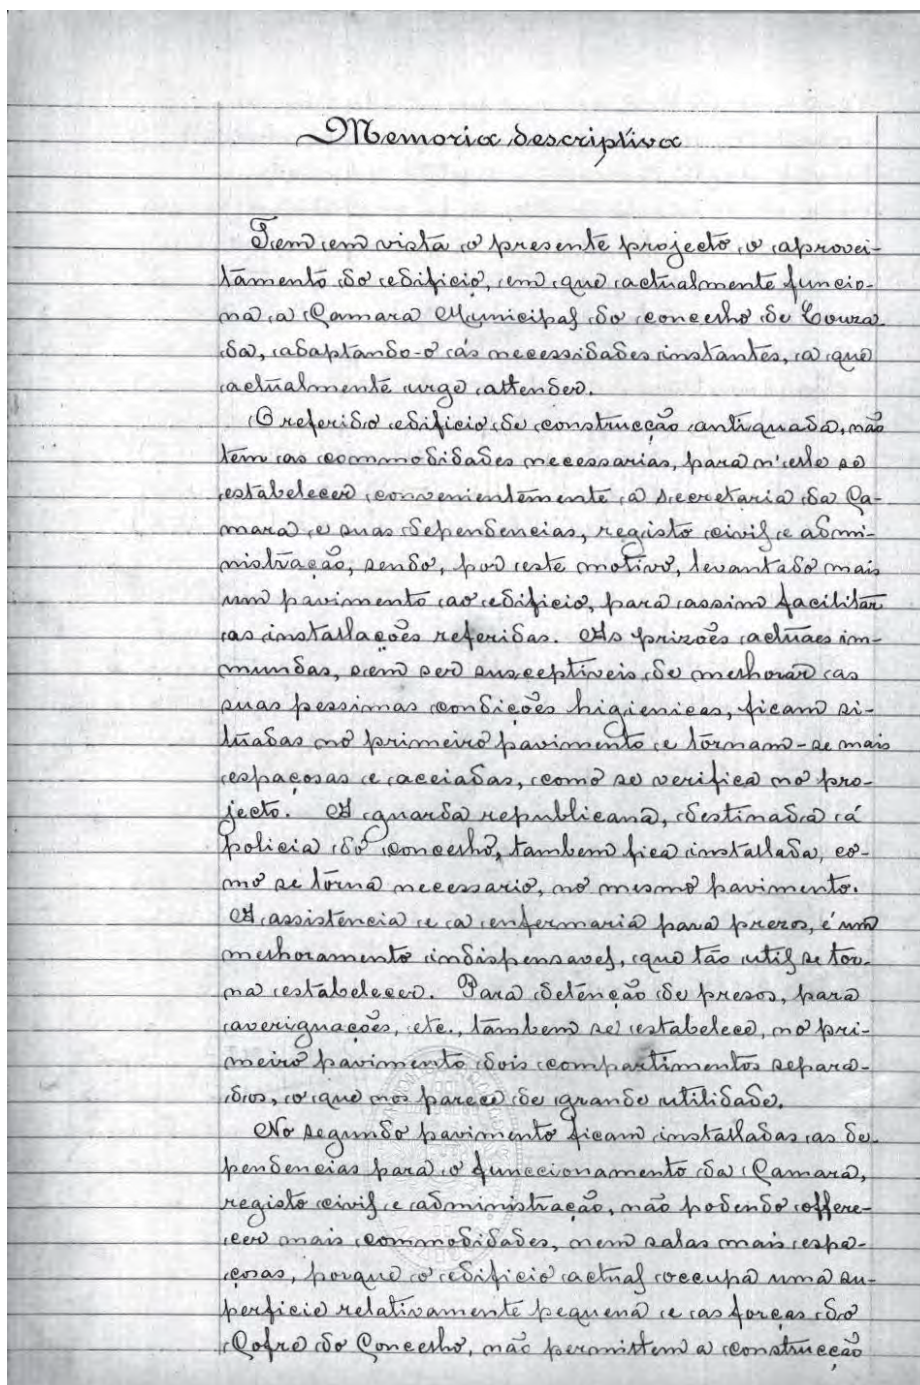 Memoria descriptiva
Tem em vista o presente projecto o aprovei-
tamento do edificio, em que actualmente funcio-
na a Camara Municipal do concelho de Louza
da, adaptando-o ás necessidades instantes, a que
actualmente urge attender.
O referido edificio de construcção antiquada, não
tem as commodidades necessarias, para n'elle se
estabelecer convenientemente a secretaria da Ca-
mara e suas dependencias, registo civil e admi-
nistração, sendo, por este motivo, levantado mais
um pavimento ao edificio, para assim facilitar
as installações referidas. As prizões actuaes im-
mundas, sem ser susceptiveis de melhorar as
suas pessimas condições higienicas, ficam si-
tuadas no primeiro pavimento e tornam-se mais
espaçosas e acciadas, como se verifica no pro-
jecto. A guarda republicana, destinada á
policia do concelho, tambem fica installada, co-
mo se torna necessario, no mesmo pavimento.
A assistencia e a enfermaria para prezos, é um
melhoramento indispensavel, que tão util se tor-
na estabelecer. Para detenção de presos, para
averiguações, etc., tambem se estabelece, no pri-
meiro pavimento dois compartimentos separa-
dos, o que nos parece de grande utilidade.
No segundo pavimento ficam installadas as de-
pendencias para o funccionamento da Camara,
registo civil e administração, não podendo offere-
cer mais commodidades, nem salas mais espa-
çosas, porque o edificio actual occupa uma su-
perficie relativamente pequena e as forças do
Cofre do Concelho, não permittem a construcção